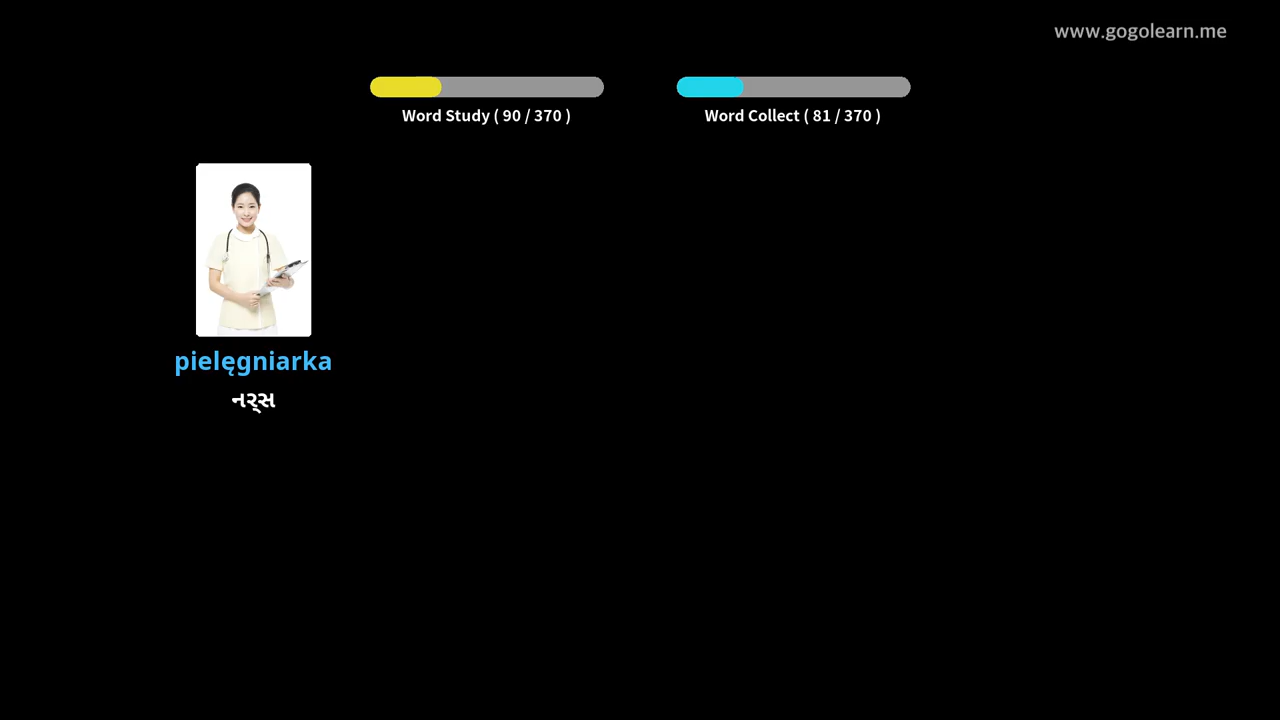 www.gogolearn.me
Word Study ( 90 / 370 )
Word Collect ( 81 / 370 )
pielęgniarka
નર્સ